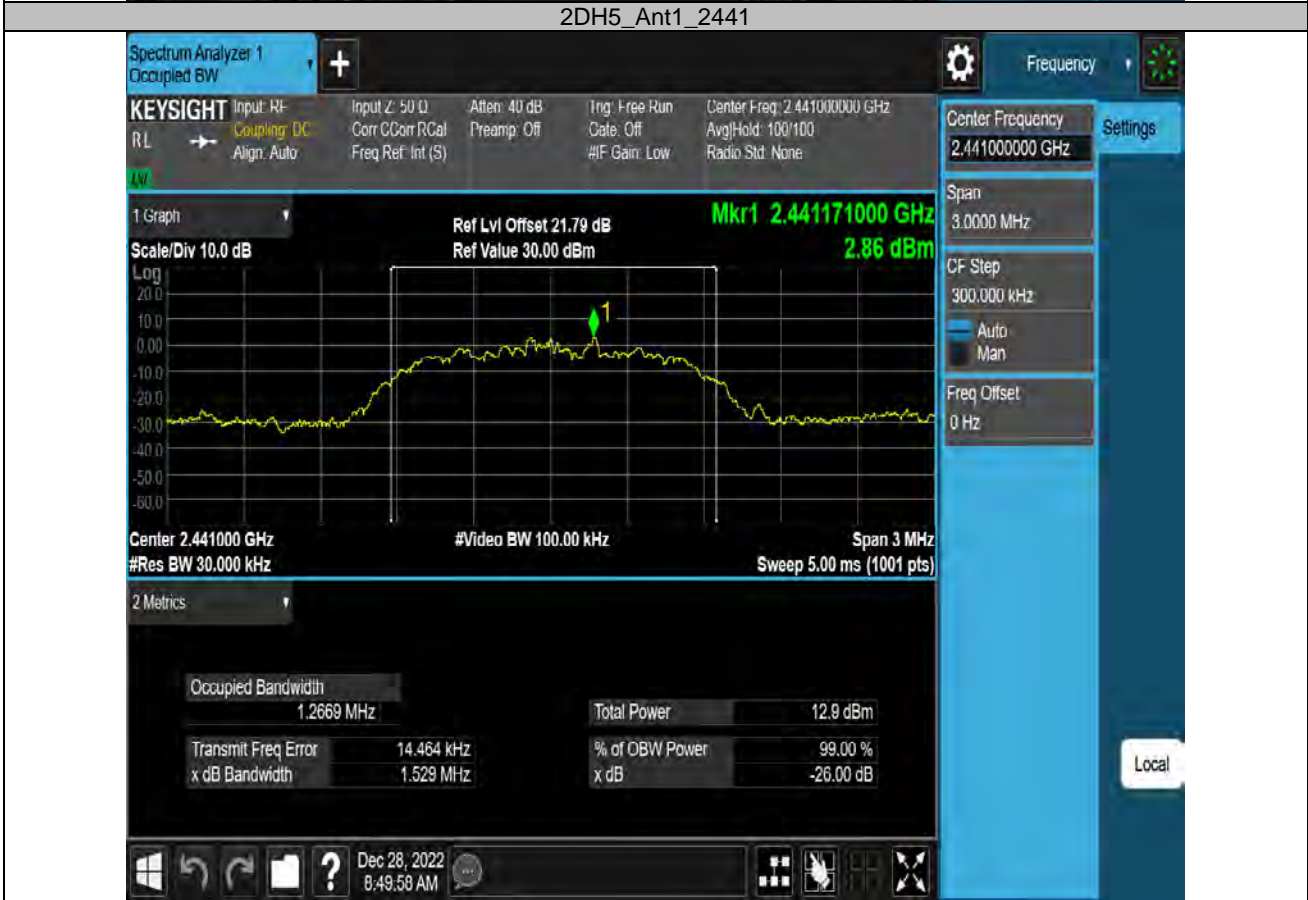 2DH5_Ant1_2441
Spectrum Analyzer 1
Occupied BW
Frequency
KEYSIGHT Input: RF Input Z: 50 Ω Atten: 40 dB Trig: Free Run Center Freq: 2.441000000 GHz
RL Coupling: DC Corr CCorr RCal Preamp: Off Gate: Off Avg|Hold: 100/100
Align: Auto Freq Ref: Int (S) #IF Gain: Low Radio Std: None
Center Frequency
2.441000000 GHz
Settings
Span
3.0000 MHz
CF Step
300.000 kHz
Auto
Man
Freq Offset
0 Hz
Local
1 Graph Ref Lvl Offset 21.79 dB Mkr1 2.441171000 GHz
Scale/Div 10.0 dB Ref Value 30.00 dBm 2.86 dBm
Log
20.0
10.0
0.00
-10.0
-20.0
-30.0
-40.0
-50.0
-60.0
1
Center 2.441000 GHz #Video BW 100.00 kHz Span 3 MHz
#Res BW 30.000 kHz Sweep 5.00 ms (1001 pts)
2 Metrics
Occupied Bandwidth
1.2669 MHz Total Power 12.9 dBm
Transmit Freq Error 14.464 kHz % of OBW Power 99.00 %
x dB Bandwidth 1.529 MHz x dB -26.00 dB
? Dec 28, 2022
8:49:58 AM